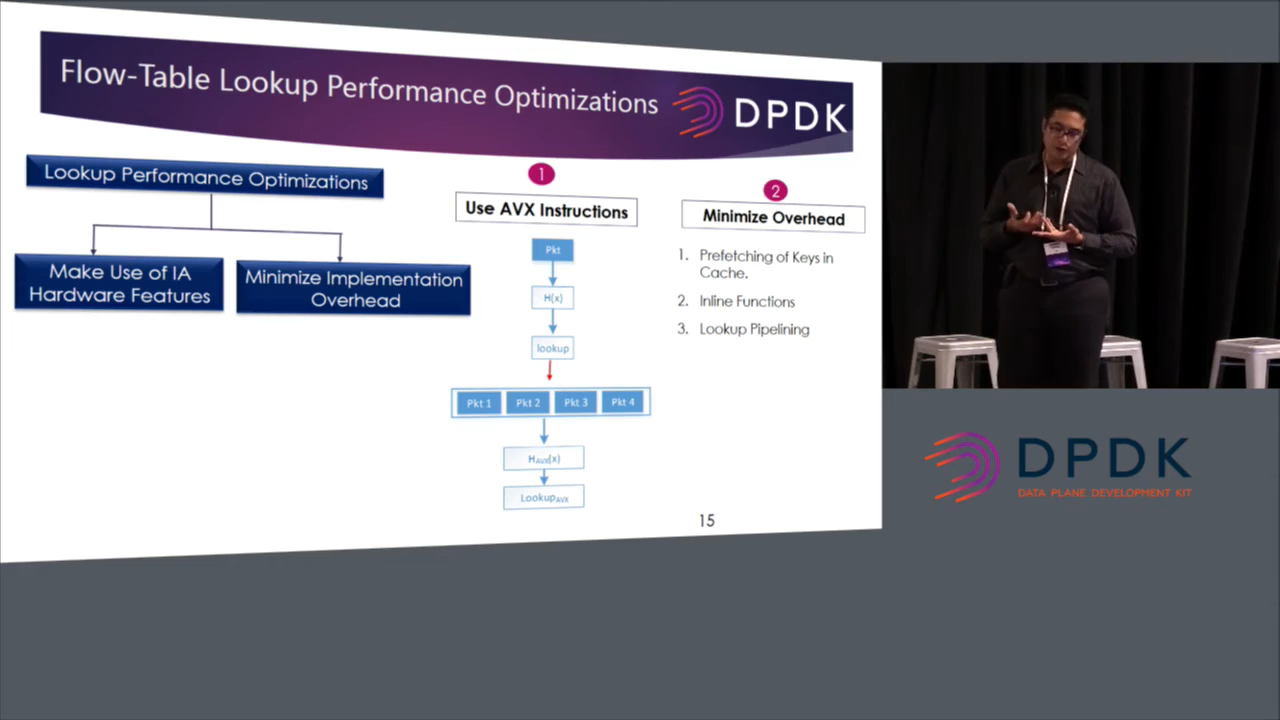 Flow-Table Lookup Performance Optimizations
DPDK
Lookup Performance Optimizations
Make Use of IA
Hardware Features
Minimize Implementation
Overhead
1
Use AVX Instructions
Pkt
H(x)
lookup
Pkt 1 Pkt 2 Pkt 3 Pkt 4
HAVX(x)
LookupAVX
2
Minimize Overhead
1. Prefetching of Keys in
Cache.
2. Inline Functions
3. Lookup Pipelining
15
DPDK
DATA PLANE DEVELOPMENT KIT